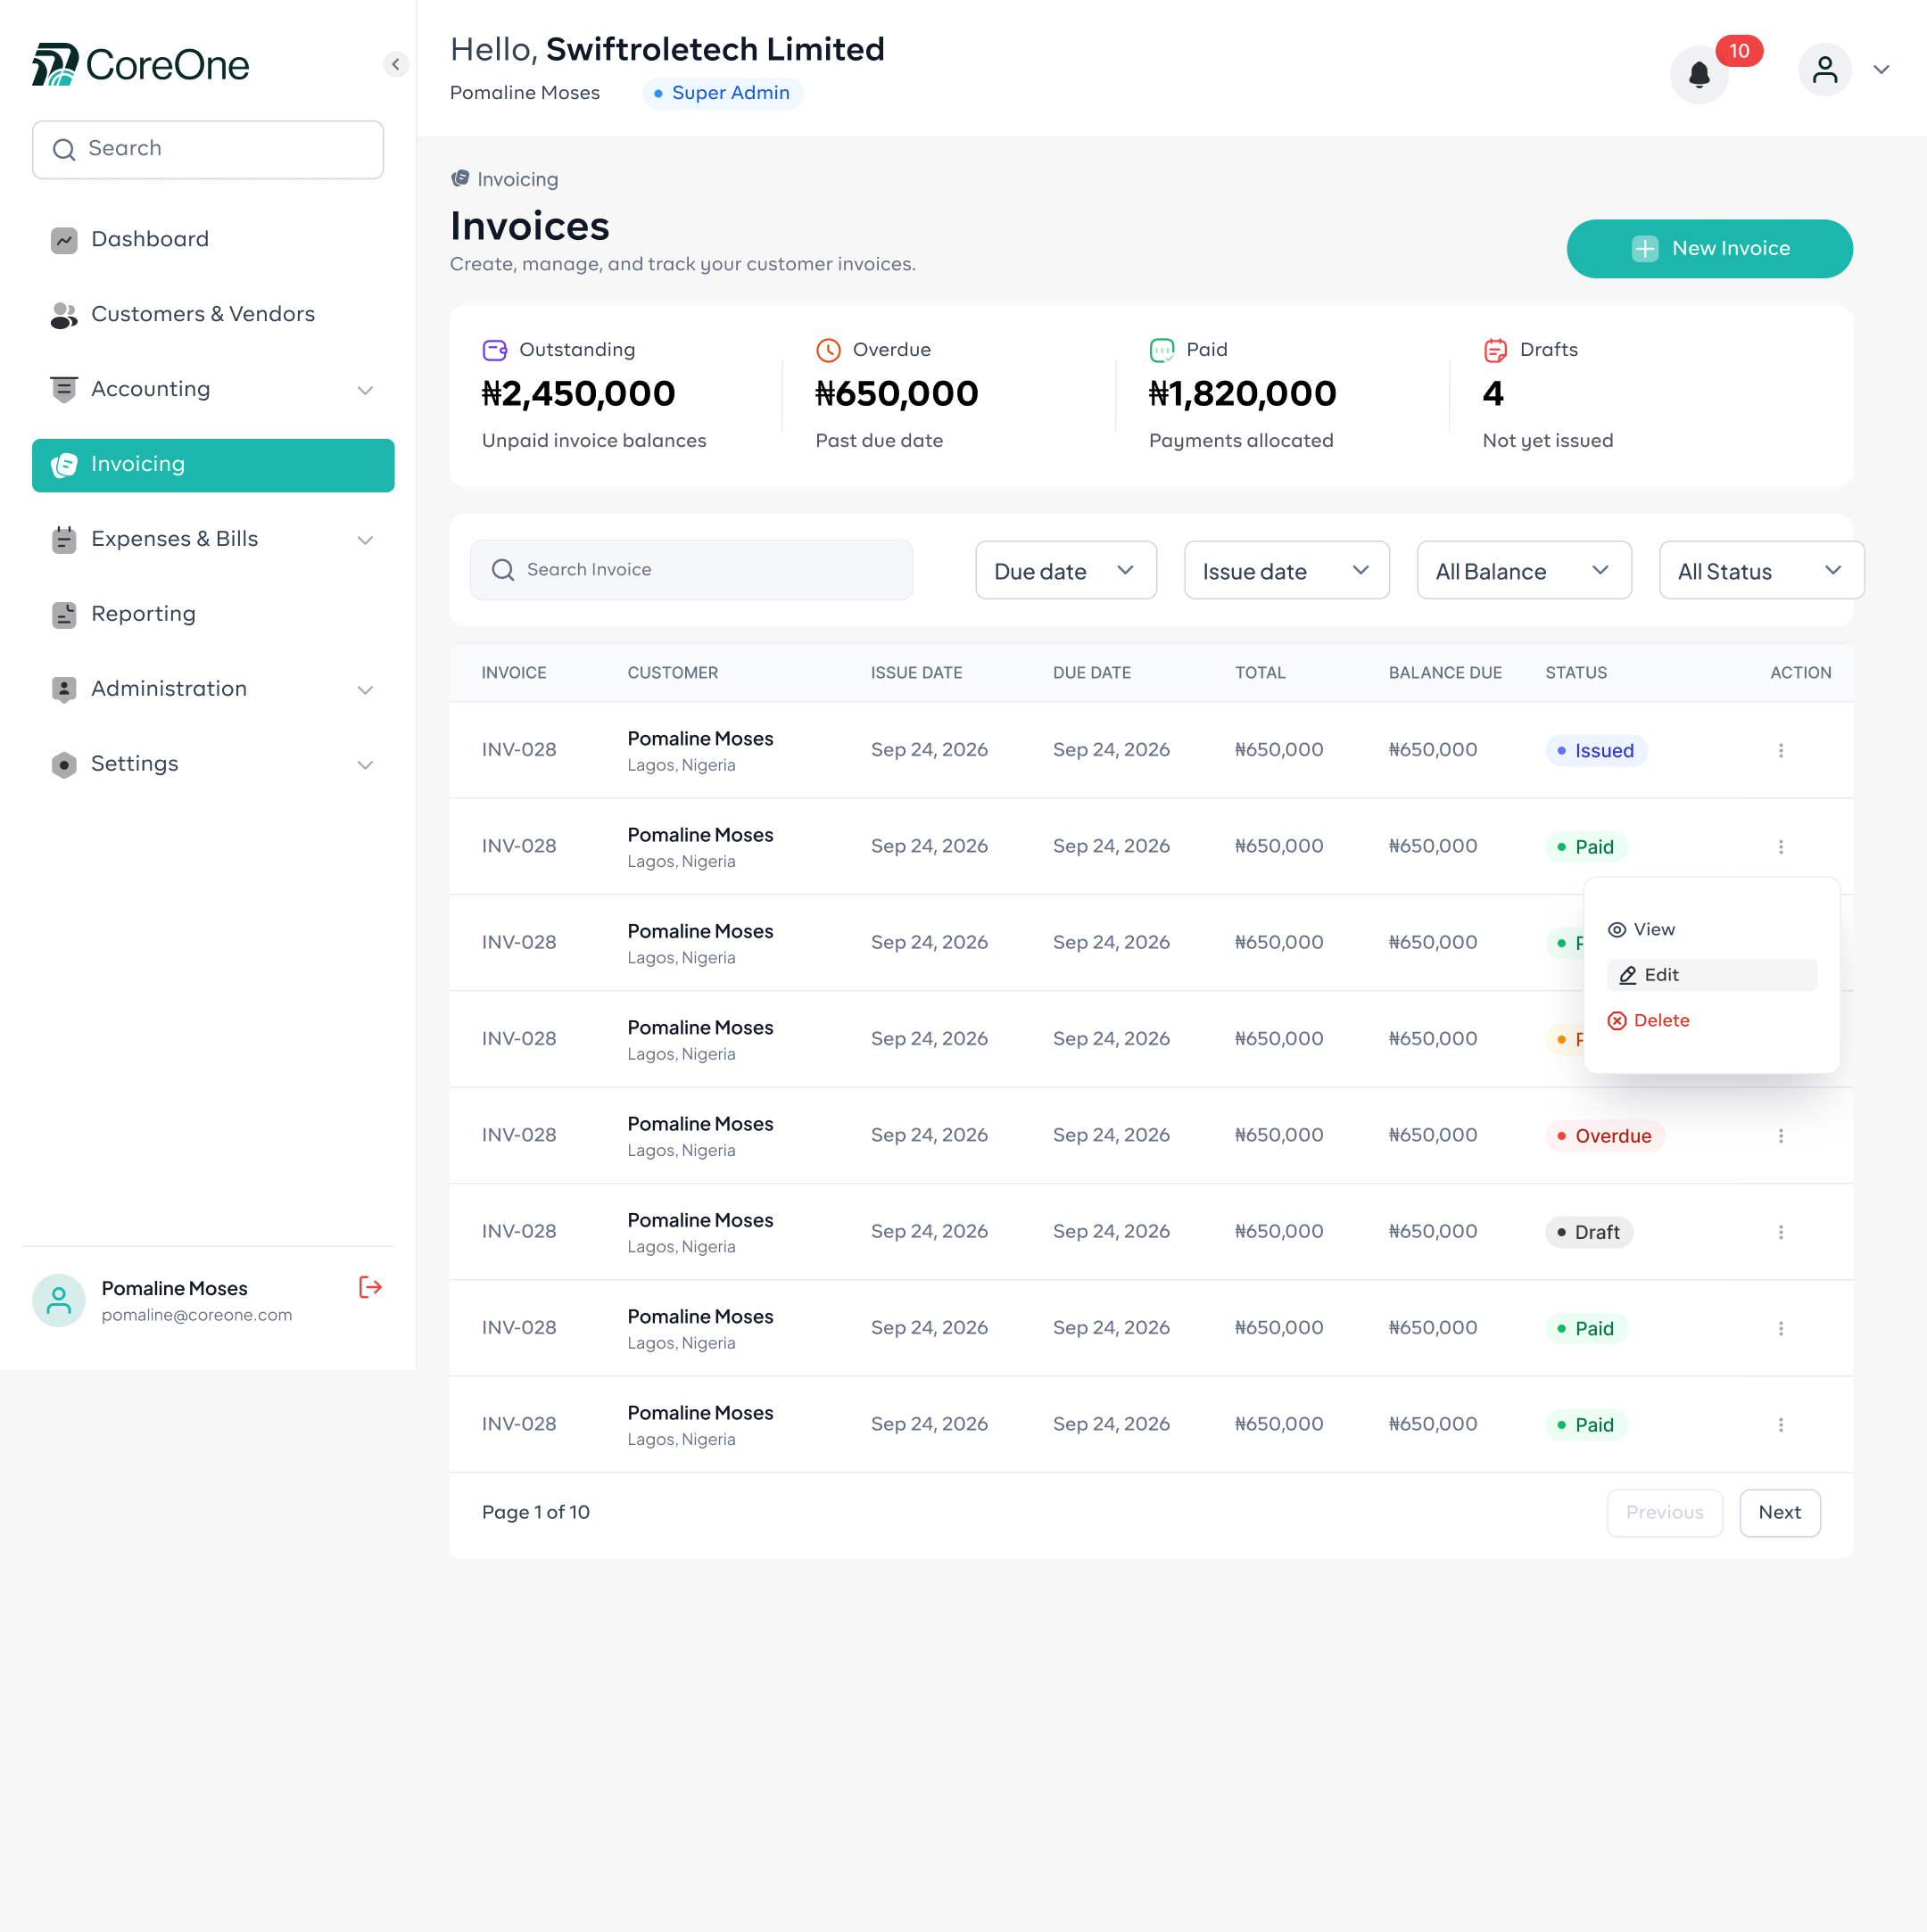 CoreOne
Search
Dashboard
Customers & Vendors
Accounting
Invoicing
Expenses & Bills
Reporting
Administration
Settings
Pomaline Moses
pomaline@coreone.com
Hello, Swiftroletech Limited
Pomaline Moses
Super Admin
10
Invoicing
Invoices
Create, manage, and track your customer invoices.
New Invoice
Outstanding
₦2,450,000
Unpaid invoice balances
Overdue
₦650,000
Past due date
Paid
₦1,820,000
Payments allocated
Drafts
4
Not yet issued
Search Invoice
Due date
Issue date
All Balance
All Status
INVOICE CUSTOMER ISSUE DATE DUE DATE TOTAL BALANCE DUE STATUS ACTION
INV-028 Pomaline Moses Sep 24, 2026 Sep 24, 2026 ₦650,000 ₦650,000 Issued
Lagos, Nigeria
INV-028 Pomaline Moses Sep 24, 2026 Sep 24, 2026 ₦650,000 ₦650,000 Paid
Lagos, Nigeria
INV-028 Pomaline Moses Sep 24, 2026 Sep 24, 2026 ₦650,000 ₦650,000
Lagos, Nigeria
INV-028 Pomaline Moses Sep 24, 2026 Sep 24, 2026 ₦650,000 ₦650,000
Lagos, Nigeria
View
Edit
Delete
INV-028 Pomaline Moses Sep 24, 2026 Sep 24, 2026 ₦650,000 ₦650,000 Overdue
Lagos, Nigeria
INV-028 Pomaline Moses Sep 24, 2026 Sep 24, 2026 ₦650,000 ₦650,000 Draft
Lagos, Nigeria
INV-028 Pomaline Moses Sep 24, 2026 Sep 24, 2026 ₦650,000 ₦650,000 Paid
Lagos, Nigeria
INV-028 Pomaline Moses Sep 24, 2026 Sep 24, 2026 ₦650,000 ₦650,000 Paid
Lagos, Nigeria
Page 1 of 10
Previous
Next